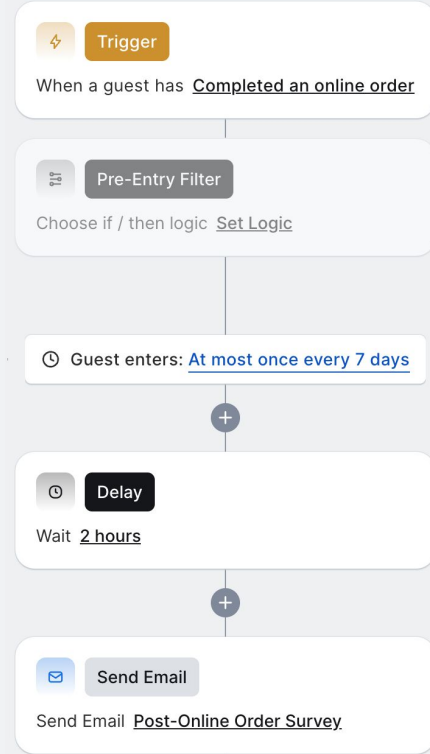 Trigger
When a guest has Completed an online order
Pre-Entry Filter
Choose if / then logic Set Logic
Guest enters: At most once every 7 days
Delay
Wait 2 hours
Send Email
Send Email Post-Online Order Survey